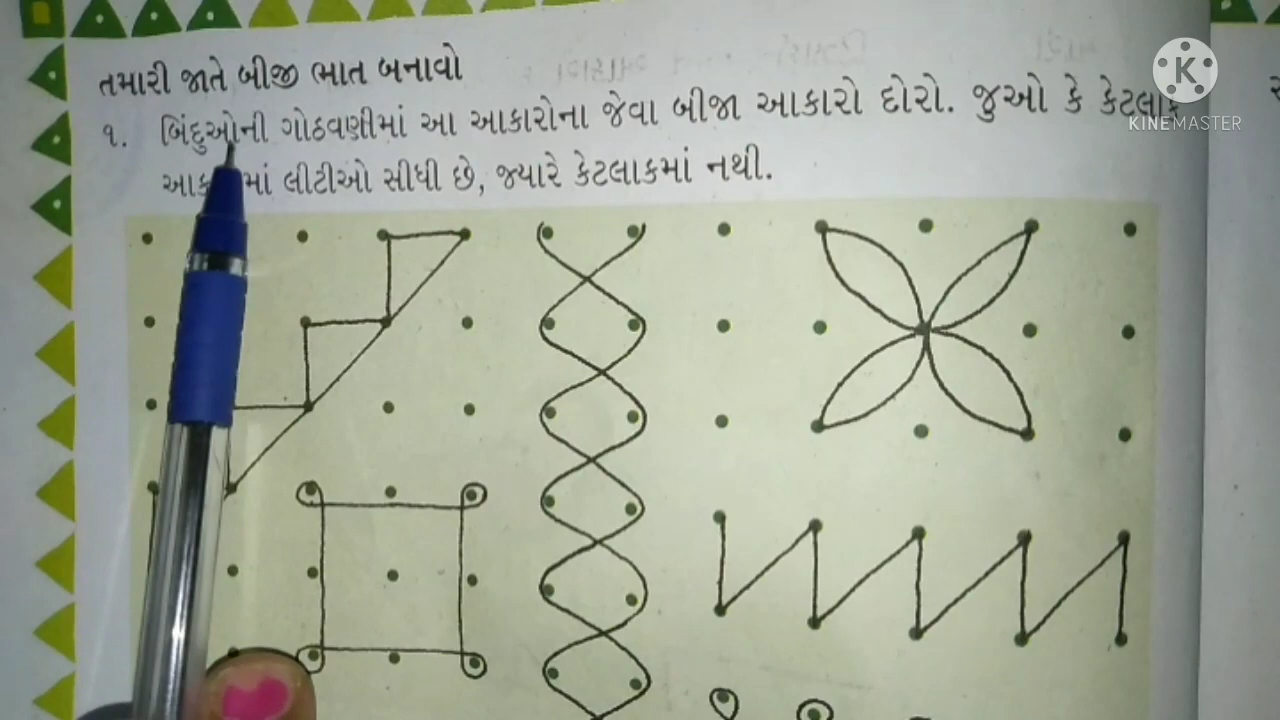 તમારી જાતે બીજી ભાત બનાવો
૧. બિંદુઓની ગોઠવણીમાં આ આકારોના જેવા બીજા આકારો દોરો. જુઓ કે કેટલાક
માં લીટીઓ સીધી છે, જ્યારે કેટલાકમાં નથી.
K
KINEMASTER